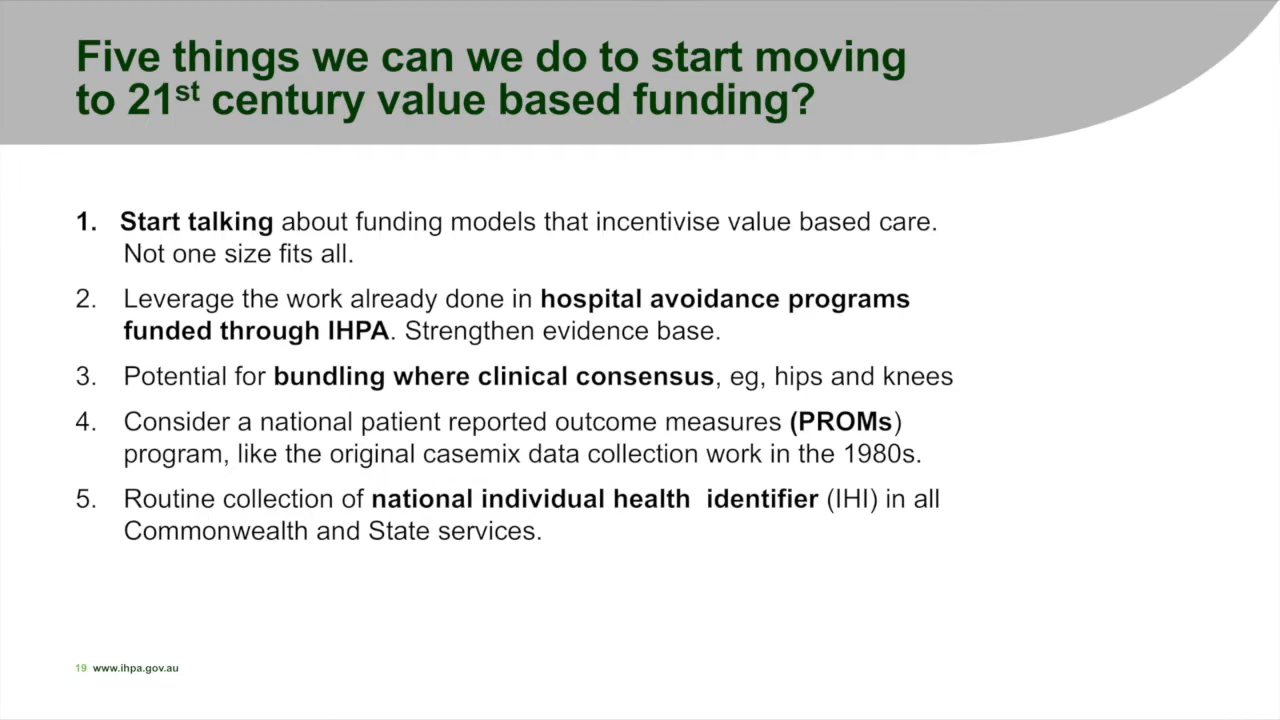 Five things we can we do to start moving
to 21st century value based funding?
1. Start talking about funding models that incentivise value based care.
Not one size fits all.
2. Leverage the work already done in hospital avoidance programs
funded through IHPA. Strengthen evidence base.
3. Potential for bundling where clinical consensus, eg, hips and knees
4. Consider a national patient reported outcome measures (PROMs)
program, like the original casemix data collection work in the 1980s.
5. Routine collection of national individual health  identifier (IHI) in all
Commonwealth and State services.
19 www.ihpa.gov.au